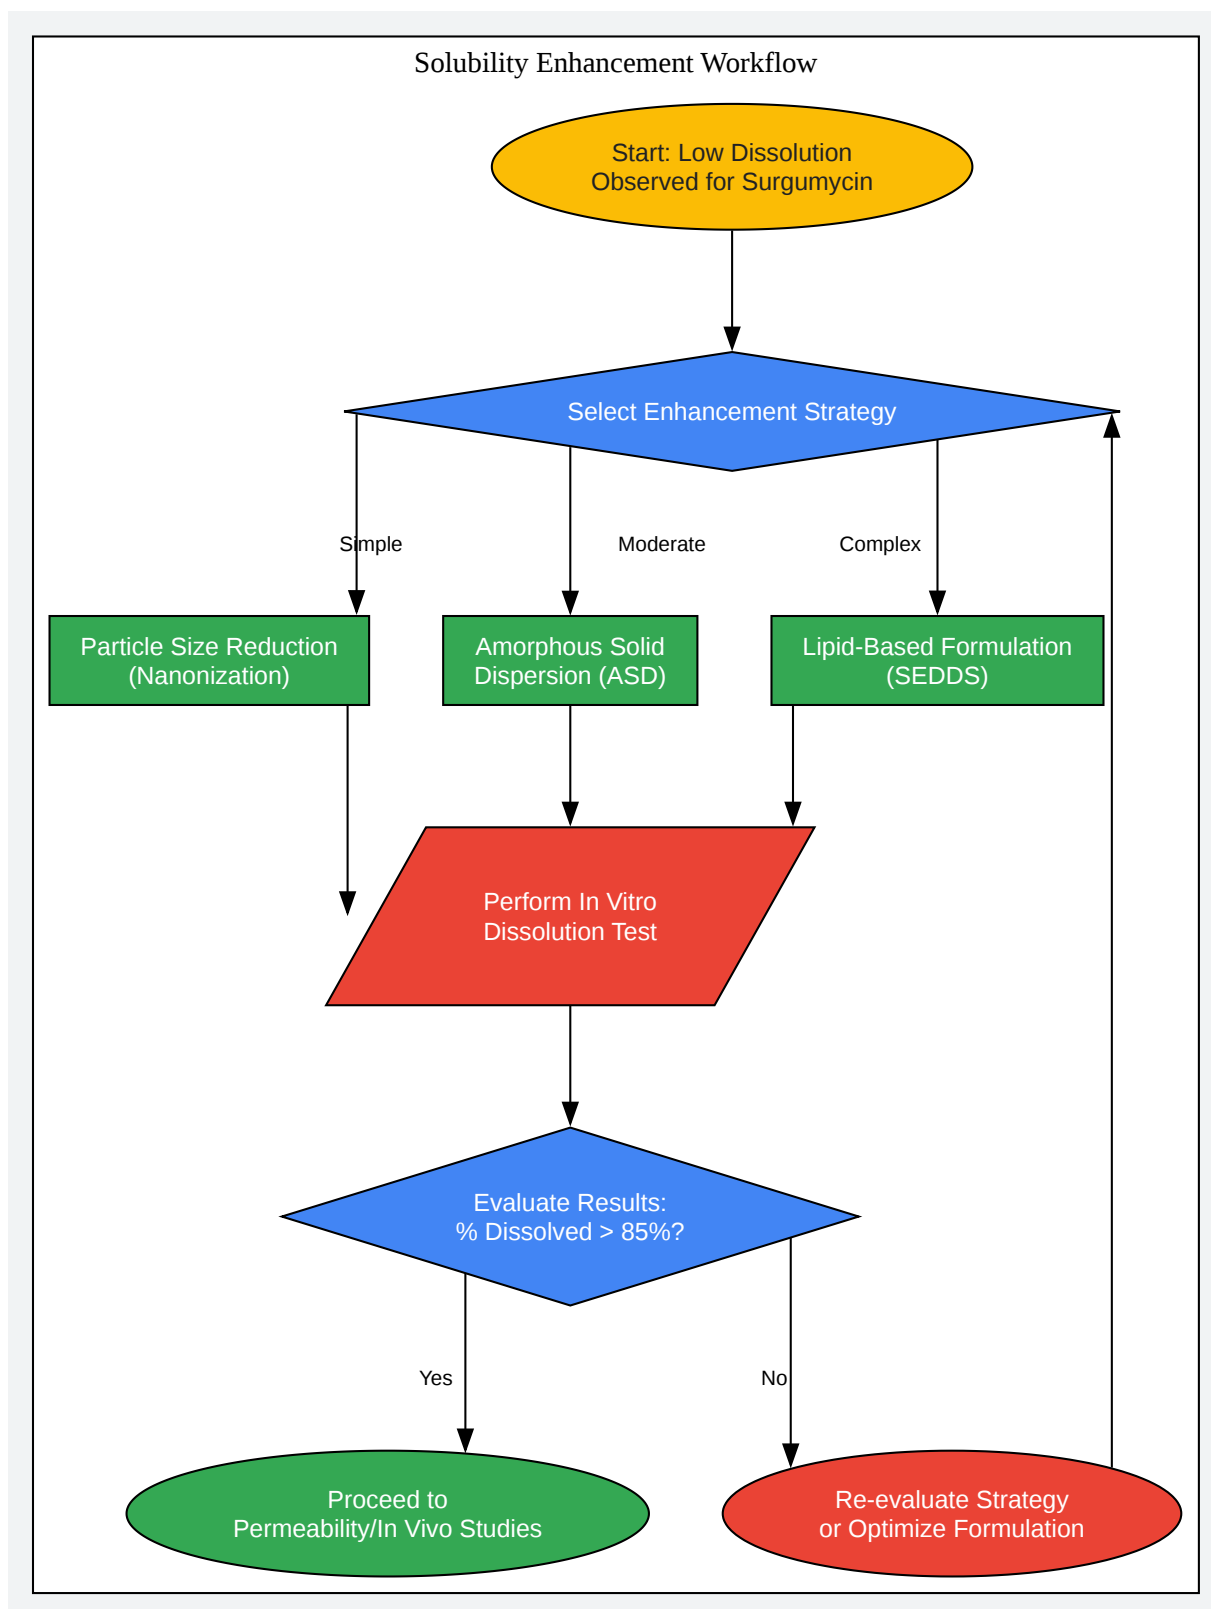 Solubility Enhancement Workflow
Start: Low Dissolution
Observed for Surgumycin
Select Enhancement Strategy
Simple
Moderate
Complex
Particle Size Reduction
(Nanonization)
Amorphous Solid
Dispersion (ASD)
Lipid-Based Formulation
(SEDDS)
Perform In Vitro
Dissolution Test
Evaluate Results:
% Dissolved > 85%?
Yes
No
Proceed to
Permeability/In Vivo Studies
Re-evaluate Strategy
or Optimize Formulation